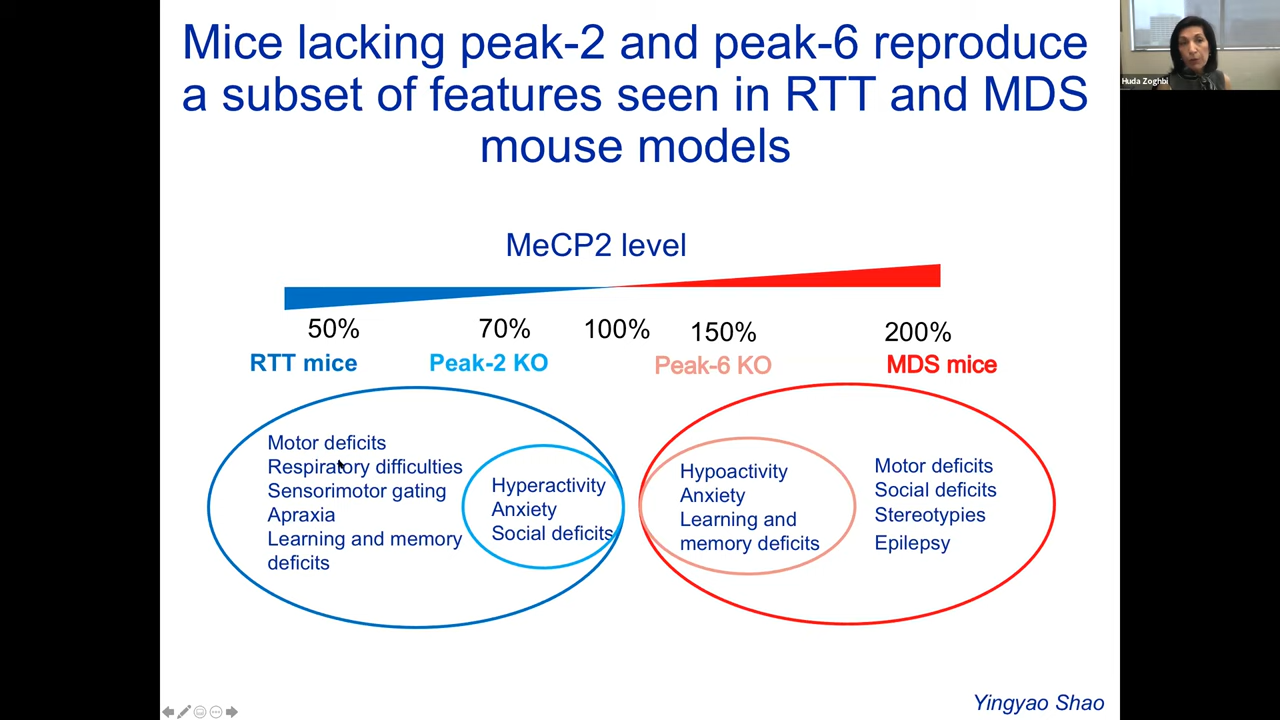 Mice lacking peak-2 and peak-6 reproduce
a subset of features seen in RTT and MDS
mouse models
Huda Zoghbi
MeCP2 level
50%
70%
100%
150%
200%
RTT mice
Peak-2 KO
Peak-6 KO
MDS mice
Motor deficits
Respiratory difficulties
Sensorimotor gating
Apraxia
Learning and memory
deficits
Hyperactivity
Anxiety
Social deficits
Hypoactivity
Anxiety
Learning and
memory deficits
Motor deficits
Social deficits
Stereotypies
Epilepsy
Yingyao Shao